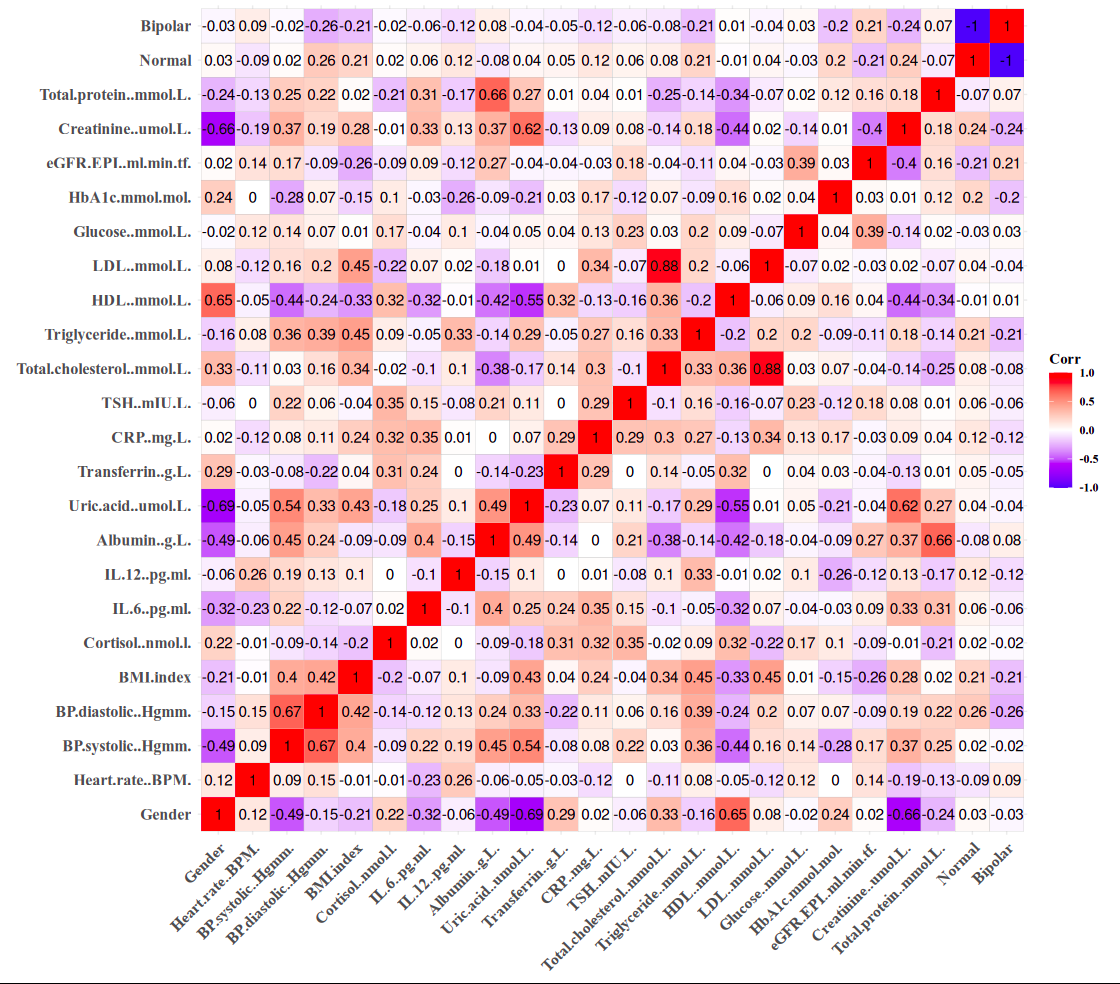 Bipolar -0.03 0.09 -0.02 -0.26 -0.21 -0.02 -0.06 -0.12 0.08 -0.04 -0.05 -0.12 -0.06 -0.08 -0.21 0.01 -0.04 0.03 -0.2 0.21 -0.24 0.07 -1 1
Normal 0.03 -0.09 0.02 0.26 0.21 0.02 0.06 0.12 -0.08 0.04 0.05 0.12 0.06 0.08 0.21 -0.01 0.04 -0.03 0.2 -0.21 0.24 -0.07 1 -1
Total.protein..mmol.L. -0.24 -0.13 0.25 0.22 0.02 -0.21 0.31 -0.17 0.66 0.27 0.01 0.04 0.01 -0.25 -0.14 -0.34 -0.07 0.02 0.12 0.16 0.18 1 -0.07 0.07
Creatinine..umol.L. -0.66 -0.19 0.37 0.19 0.28 -0.01 0.33 0.13 0.37 0.62 -0.13 0.09 0.08 -0.14 0.18 -0.44 0.02 -0.14 0.01 -0.4 1 0.18 0.24 -0.24
eGFR.EPI..ml.min.tf. 0.02 0.14 0.17 -0.09 -0.26 -0.09 0.09 -0.12 0.27 -0.04 -0.04 -0.03 0.18 -0.04 -0.11 0.04 -0.03 0.39 0.03 1 -0.4 0.16 -0.21 0.21
HbA1c.mmol.mol. 0.24 0 -0.28 0.07 -0.15 0.1 -0.03 -0.26 -0.09 -0.21 0.03 0.17 -0.12 0.07 -0.09 0.16 0.02 0.04 1 0.03 0.01 0.12 0.2 -0.2
Glucose..mmol.L. -0.02 0.12 0.14 0.07 0.01 0.17 -0.04 0.1 -0.04 0.05 0.04 0.13 0.23 0.03 0.2 0.09 -0.07 1 0.04 0.39 -0.14 0.02 -0.03 0.03
LDL..mmol.L. 0.08 -0.12 0.16 0.2 0.45 -0.22 0.07 0.02 -0.18 0.01 0 0.34 -0.07 0.88 0.2 -0.06 1 -0.07 0.02 -0.03 0.02 -0.07 0.04 -0.04
HDL..mmol.L. 0.65 -0.05 -0.44 -0.24 -0.33 0.32 -0.32 -0.01 -0.42 -0.55 0.32 -0.13 -0.16 0.36 -0.2 1 -0.06 0.09 0.16 0.04 -0.44 -0.34 -0.01 0.01
Triglyceride..mmol.L. -0.16 0.08 0.36 0.39 0.45 0.09 -0.05 0.33 -0.14 0.29 -0.05 0.27 0.16 0.33 1 -0.2 0.2 0.2 -0.09 -0.11 0.18 -0.14 0.21 -0.21
Total.cholesterol..mmol.L. 0.33 -0.11 0.03 0.16 0.34 -0.02 -0.1 0.1 -0.38 -0.17 0.14 0.3 -0.1 1 0.33 0.36 0.88 0.03 0.07 -0.04 -0.14 -0.25 0.08 -0.08
TSH..mIU.L. -0.06 0 0.22 0.06 -0.04 0.35 0.15 -0.08 0.21 0.11 0 0.29 1 -0.1 0.16 -0.16 -0.07 0.23 -0.12 0.18 0.08 0.01 0.06 -0.06
CRP..mg.L. 0.02 -0.12 0.08 0.11 0.24 0.32 0.35 0.01 0 0.07 0.29 1 0.29 0.3 0.27 -0.13 0.34 0.13 0.17 -0.03 0.09 0.04 0.12 -0.12
Transferrin..g.L. 0.29 -0.03 -0.08 -0.22 0.04 0.31 0.24 0 -0.14 -0.23 1 0.29 0 0.14 -0.05 0.32 0 0.04 0.03 -0.04 -0.13 0.01 0.05 -0.05
Uric.acid..umol.L. -0.69 -0.05 0.54 0.33 0.43 -0.18 0.25 0.1 0.49 1 -0.23 0.07 0.11 -0.17 0.29 -0.55 0.01 0.05 -0.21 -0.04 0.62 0.27 0.04 -0.04
Albumin..g.L. -0.49 -0.06 0.45 0.24 -0.09 -0.09 0.4 -0.15 1 0.49 -0.14 0 0.21 -0.38 -0.14 -0.42 -0.18 -0.04 -0.09 0.27 0.37 0.66 -0.08 0.08
IL.12..pg.ml. -0.06 0.26 0.19 0.13 0.1 0 -0.1 1 -0.15 0.1 0 0.01 -0.08 0.1 0.33 -0.01 0.02 0.1 -0.26 -0.12 0.13 -0.17 0.12 -0.12
IL.6..pg.ml. -0.32 -0.23 0.22 -0.12 -0.07 0.02 1 -0.1 0.4 0.25 0.24 0.35 0.15 -0.1 -0.05 -0.32 0.07 -0.04 -0.03 0.09 0.33 0.31 0.06 -0.06
Cortisol..nmol.l. 0.22 -0.01 -0.09 -0.14 -0.2 1 0.02 0 -0.09 -0.18 0.31 0.32 0.35 -0.02 0.09 0.32 -0.22 0.17 0.1 -0.09 -0.01 -0.21 0.02 -0.02
BMI.index -0.21 -0.01 0.4 0.42 1 -0.2 -0.07 0.1 -0.09 0.43 0.04 0.24 -0.04 0.34 0.45 -0.33 0.45 0.01 -0.15 -0.26 0.28 0.02 0.21 -0.21
BP.diastolic..Hgmm. -0.15 0.15 0.67 1 0.42 -0.14 -0.12 0.13 0.24 0.33 -0.22 0.11 0.06 0.16 0.39 -0.24 0.2 0.07 0.07 -0.09 0.19 0.22 0.26 -0.26
BP.systolic..Hgmm. -0.49 0.09 1 0.67 0.4 -0.09 0.22 0.19 0.45 0.54 -0.08 0.08 0.22 0.03 0.36 -0.44 0.16 0.14 -0.28 0.17 0.37 0.25 0.02 -0.02
Heart.rate..BPM. 0.12 1 0.09 0.15 -0.01 -0.01 -0.23 0.26 -0.06 -0.05 -0.03 -0.12 0 -0.11 0.08 -0.05 -0.12 0.12 0 0.14 -0.19 -0.13 -0.09 0.09
Gender 1 0.12 -0.49 -0.15 -0.21 0.22 -0.32 -0.06 -0.49 -0.69 0.29 0.02 -0.06 0.33 -0.16 0.65 0.08 -0.02 0.24 0.02 -0.66 -0.24 0.03 -0.03
Gender
Heart.rate..BPM.
BP.systolic..Hgmm.
BP.diastolic..Hgmm.
BMI.index
Cortisol..nmol.l.
IL.6..pg.ml.
IL.12..pg.ml.
Albumin..g.L.
Uric.acid..umol.L.
Transferrin..g.L.
CRP..mg.L.
TSH..mIU.L.
Total.cholesterol..mmol.L.
Triglyceride..mmol.L.
HDL..mmol.L.
LDL..mmol.L.
Glucose..mmol.L.
HbA1c.mmol.mol.
eGFR.EPI..ml.min.tf.
Creatinine..umol.L.
Total.protein..mmol.L.
Normal
Bipolar
Corr
1.0
0.5
0.0
-0.5
-1.0